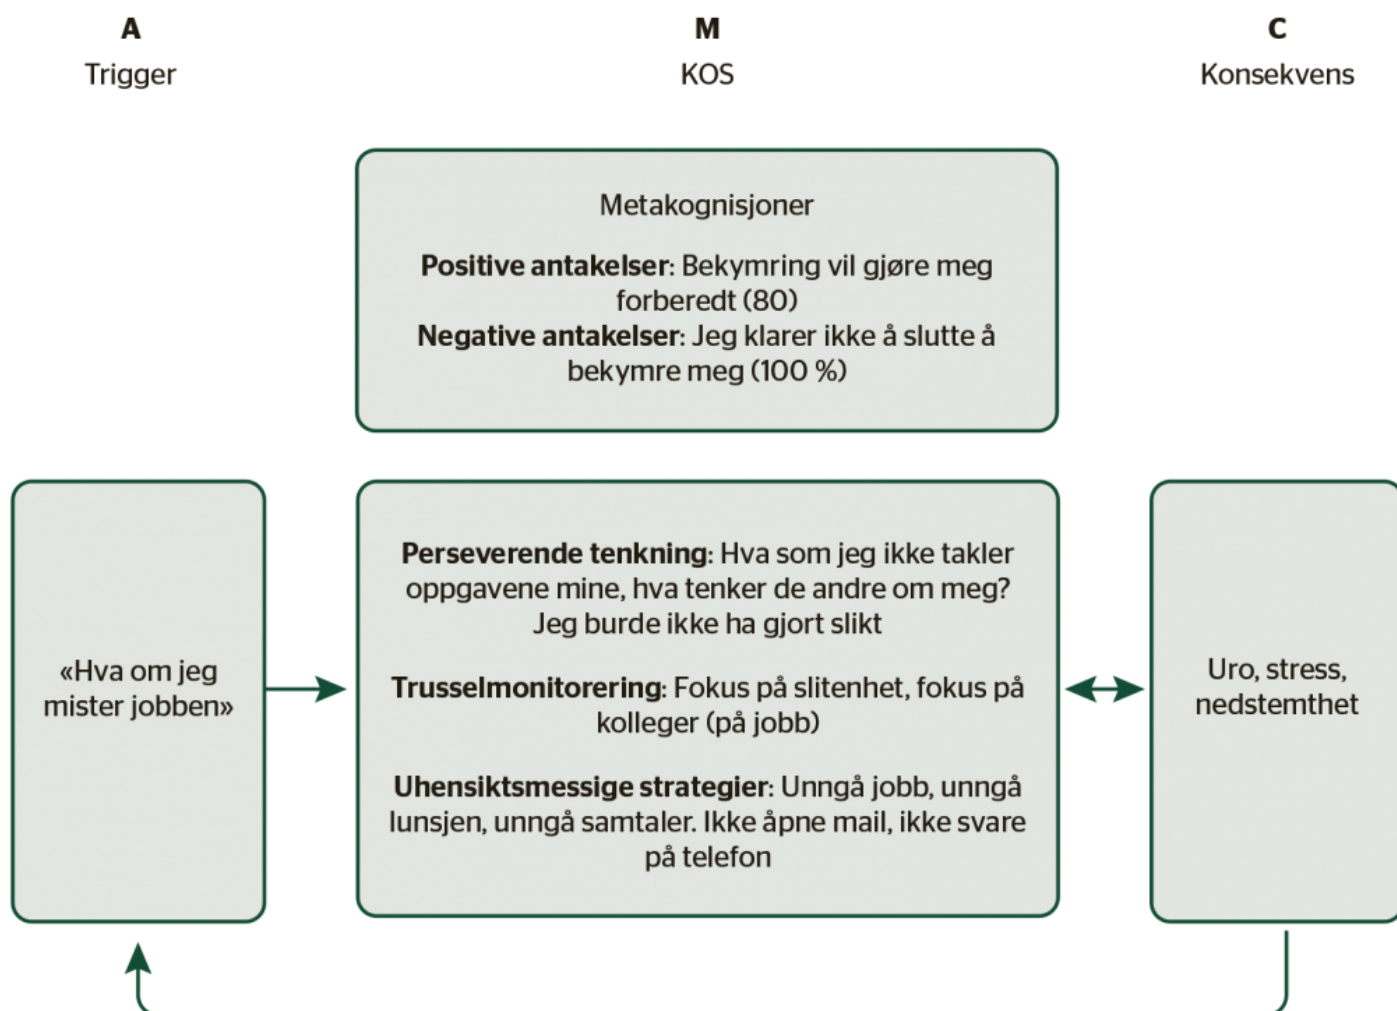 A
Trigger
M
KOS
C
Konsekvens
Metakognisjoner
Positive antakelser: Bekymring vil gjøre meg
forberedt (80)
Negative antakelser: Jeg klarer ikke å slutte å
bekymre meg (100 %)
«Hva om jeg
mister jobben»
Perseverende tenkning: Hva som jeg ikke takler
oppgavene mine, hva tenker de andre om meg?
Jeg burde ikke ha gjort slikt
Trusselmonitorering: Fokus på slitenhet, fokus på
kolleger (på jobb)
Uhensiktsmessige strategier: Unngå jobb, unngå
lunsjen, unngå samtaler. Ikke åpne mail, ikke svare
på telefon
Uro, stress,
nedstemthet